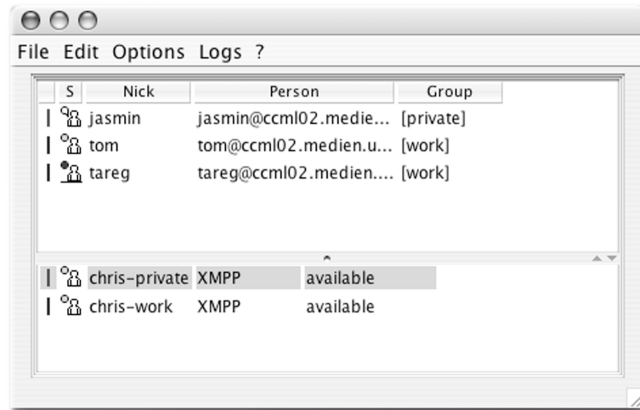 File Edit Options Logs ?
S Nick Person Group
jasmin jasmin@ccml02.medie... [private]
tom tom@ccml02.medien.u... [work]
tareg tareg@ccml02.medien.... [work]
chris-private XMPP available
chris-work XMPP available